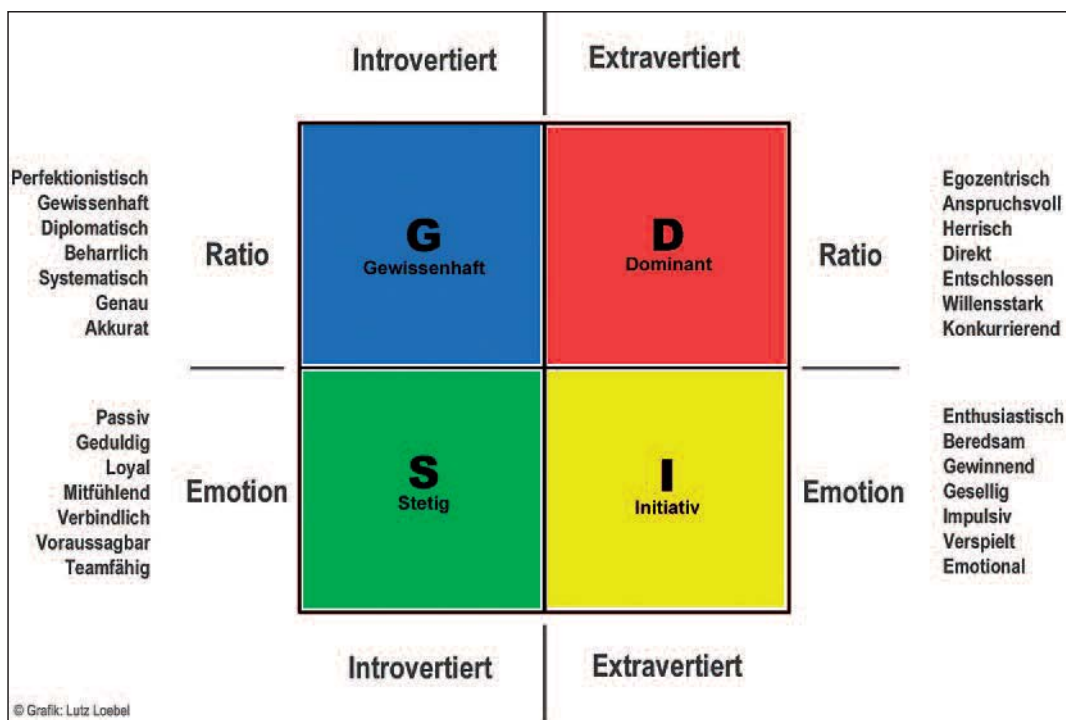 Introvertiert
Extravertiert
Perfektionistisch
Gewissenhaft
Diplomatisch
Beharrlich
Systematisch
Genau
Akkurat
Ratio
G
Gewissenhaft
D
Dominant
Ratio
Egozentrisch
Anspruchsvoll
Herrisch
Direkt
Entschlossen
Willensstark
Konkurrierend
Passiv
Geduldig
Loyal
Mitfühlend
Verbindlich
Voraussagbar
Teamfähig
Emotion
S
Stetig
I
Initiativ
Emotion
Enthusiastisch
Beredsam
Gewinnend
Gesellig
Impulsiv
Verspielt
Emotional
Introvertiert
Extravertiert
© Grafik: Lutz Loebel